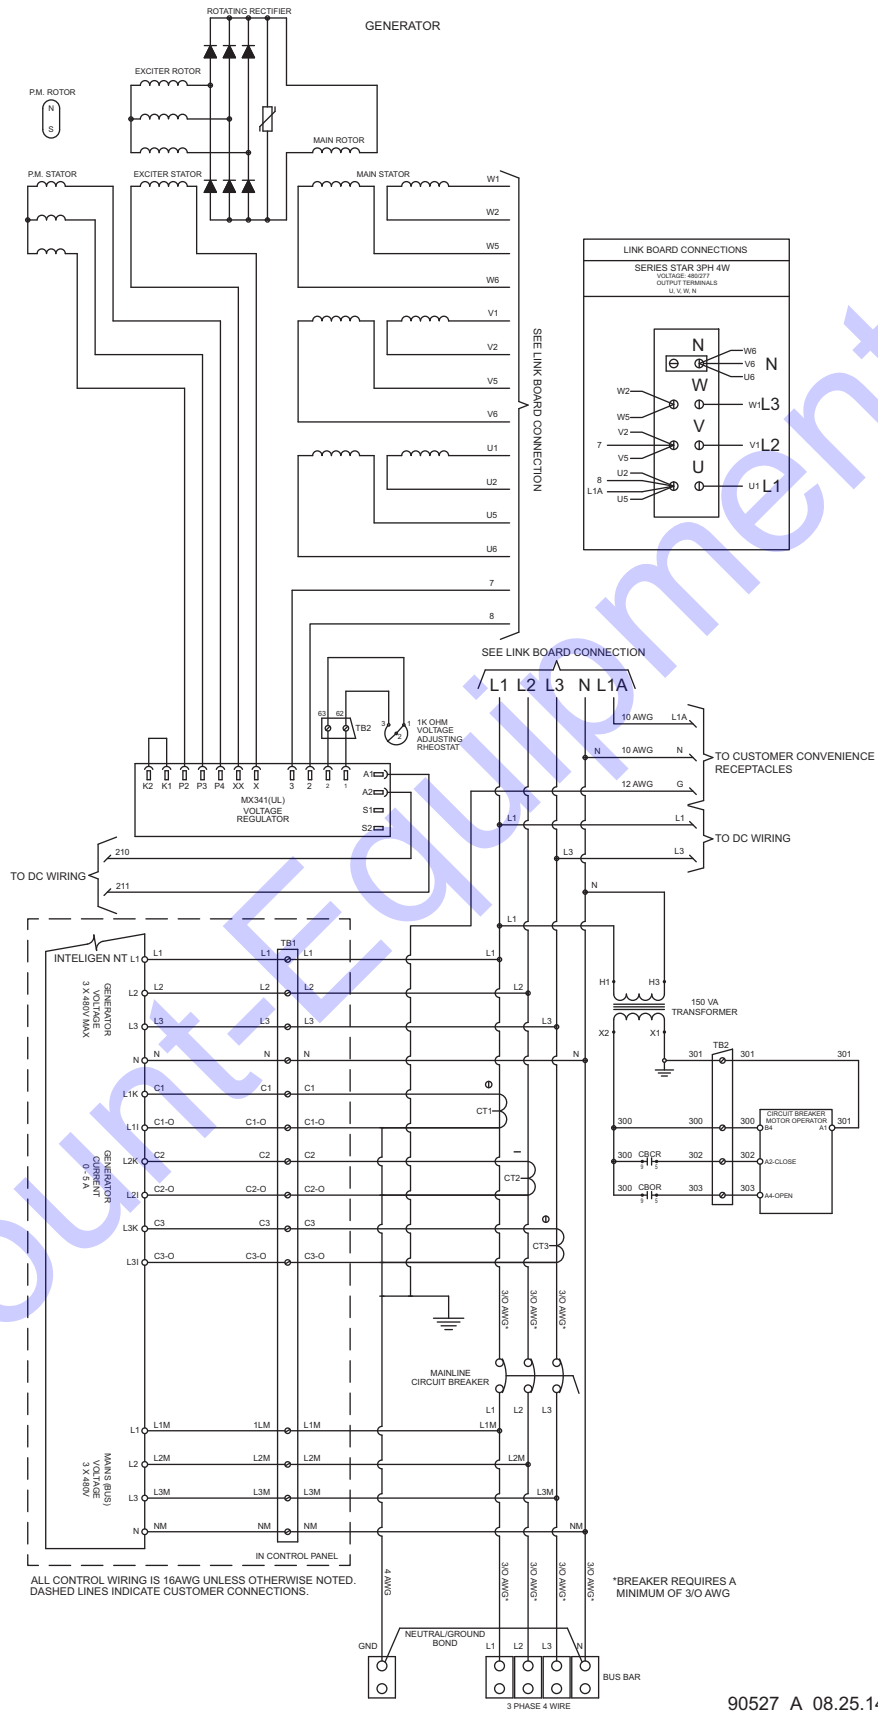 ROTATING RECTIFIER
GENERATOR
EXCITER ROTOR
P.M. ROTOR
N
S
MAIN ROTOR
P.M. STATOR
EXCITER STATOR
MAIN STATOR
W1
W2
W5
W6
V1
V2
V5
V6
U1
U2
U5
U6
7
8
SEE LINK BOARD CONNECTION
LINK BOARD CONNECTIONS
SERIES STAR 3PH 4W
VOLTAGE: 480/277
OUTPUT TERMINALS
U, V, W, N
N
W6
V6 N
U6
W
W2
W5
W1 L3
V
V2
7
V5
V1 L2
U
U2
8
L1A
U5
U1 L1
SEE LINK BOARD CONNECTION
L1 L2 L3 N L1A
63 62
TB2
3 1
2
1K OHM
VOLTAGE
ADJUSTING
RHEOSTAT
10 AWG L1A
N 10 AWG N
12 AWG G
TO CUSTOMER CONVENIENCE
RECEPTACLES
L1 L1
L3 L3
TO DC WIRING
K2 K1 P2 P3 P4 XX X 3 2 2 1
A1
A2
S1
S2
MX341(UL)
VOLTAGE
REGULATOR
210
TO DC WIRING
211
N
L1
INTELIGEN NT
TB1
L1 L1 L1 L1 L1
L2 L2 L2 L2 L2
L3 L3 L3 L3 L3
N N N N N
GENERATOR
VOLTAGE
3 X 480V MAX
L1K C1 C1 C1
L1I C1-O C1-O C1-O
CT1
L2K C2 C2 C2
L2I C2-O C2-O C2-O
CT2
L3K C3 C3 C3
L3I C3-O C3-O C3-O
CT3
GENERATOR
CURRENT
0 - 5 A
H1 H3
150 VA
TRANSFORMER
X2 X1
TB2
301 301 301
CIRCUIT BREAKER
MOTOR OPERATOR
300 300 300 B4 A1 301
300 CBCR 302 302 A2-CLOSE
9 5
300 CBOR 303 303 A4-OPEN
9 5
3/O AWG*
3/O AWG*
3/O AWG*
MAINLINE
CIRCUIT BREAKER
L1 L2 L3
L1 L1M 1LM L1M L1M
L2 L2M L2M L2M L2M
L3 L3M L3M L3M L3M
N NM NM NM NM
MAINS (BUS)
VOLTAGE
3 X 480V
IN CONTROL PANEL
ALL CONTROL WIRING IS 16AWG UNLESS OTHERWISE NOTED.
DASHED LINES INDICATE CUSTOMER CONNECTIONS.
4 AWG
3/O AWG*
3/O AWG*
3/O AWG*
3/O AWG*
*BREAKER REQUIRES A
MINIMUM OF 3/O AWG
NEUTRAL/GROUND
BOND
GND L1 L2 L3 N
BUS BAR
3 PHASE 4 WIRE
90527 A 08.25.14
ount-Equipment